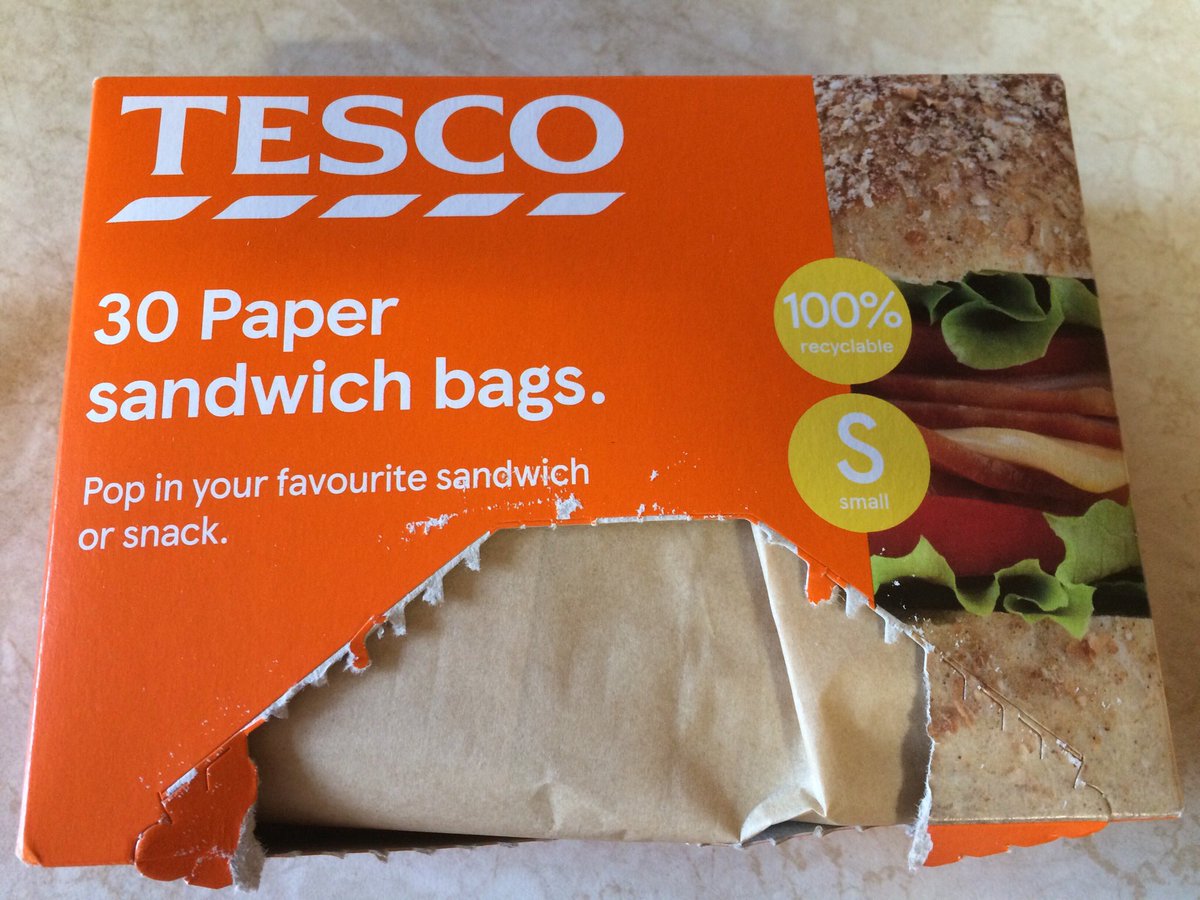 TESCO
30 Paper
sandwich bags.
Pop in your favourite sandwich
or snack.
100%
recyclable
S
small